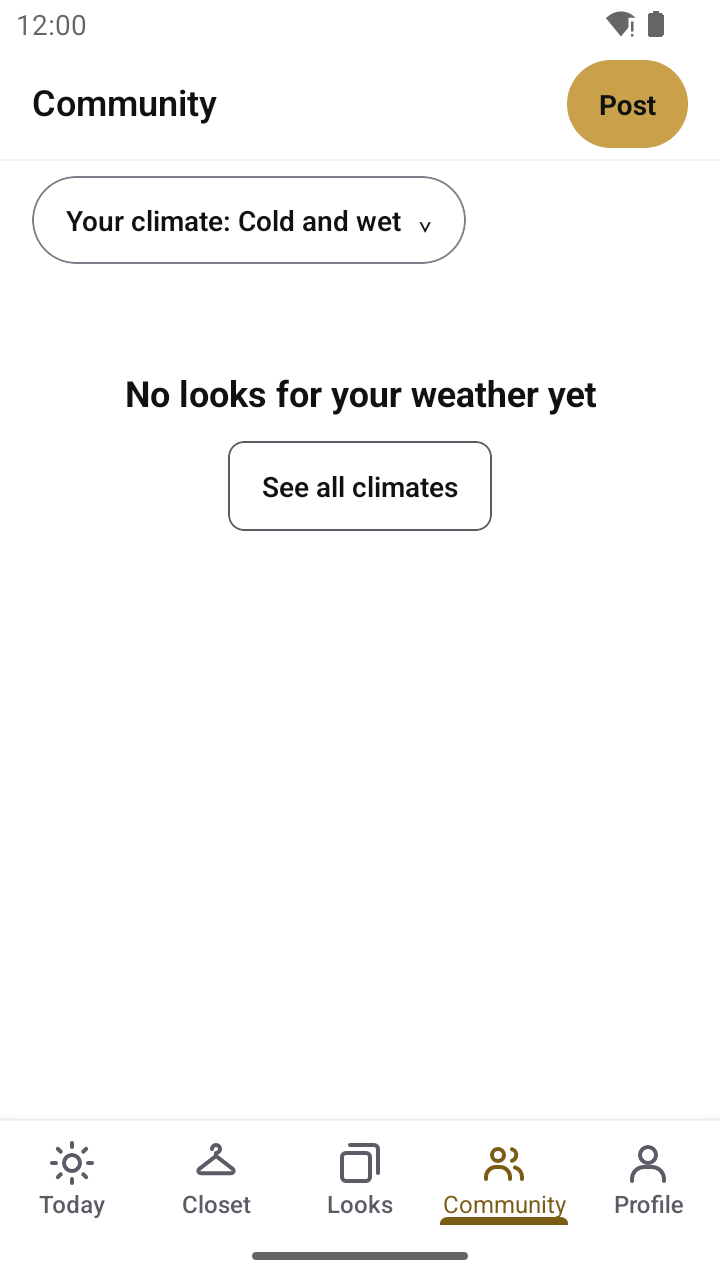 12:00
Community
Post
Your climate: Cold and wet
No looks for your weather yet
See all climates
Today
Closet
Looks
Community
Profile